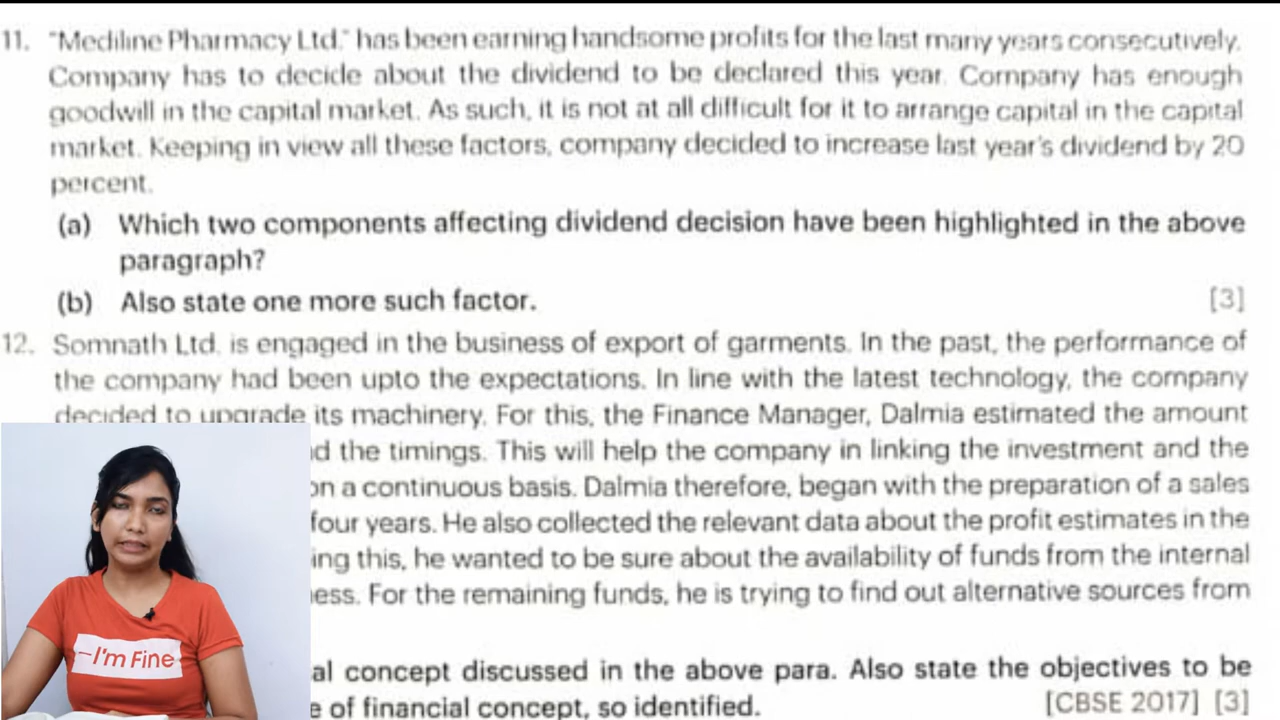 11. "Mediline Pharmacy Ltd." has been earning handsome profits for the last many years consecutively.
Company has to decide about the dividend to be declared this year. Company has enough
goodwill in the capital market. As such, it is not at all difficult for it to arrange capital in the capital
market. Keeping in view all these factors, company decided to increase last year's dividend by 20
percent.
(a) Which two components affecting dividend decision have been highlighted in the above
paragraph?
(b) Also state one more such factor. [3]
12. Somnath Ltd. is engaged in the business of export of garments. In the past, the performance of
the company had been upto the expectations. In line with the latest technology, the company
decided to upgrade its machinery. For this, the Finance Manager, Dalmia estimated the amount
the timings. This will help the company in linking the investment and the
on a continuous basis. Dalmia therefore, began with the preparation of a sales
four years. He also collected the relevant data about the profit estimates in the
ing this, he wanted to be sure about the availability of funds from the internal
ess. For the remaining funds, he is trying to find out alternative sources from
al concept discussed in the above para. Also state the objectives to be
e of financial concept, so identified. [CBSE 2017] [3]
–I'm Fine